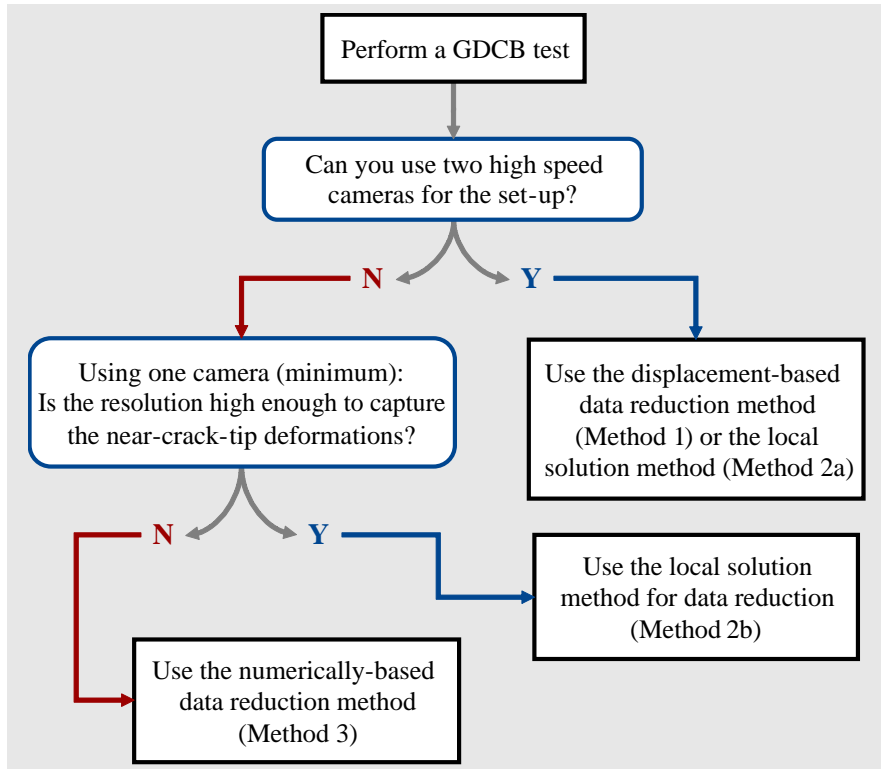 Perform a GDCB test
Can you use two high speed
cameras for the set-up?
N
Y
Using one camera (minimum):
Is the resolution high enough to capture
the near-crack-tip deformations?
Use the displacement-based
data reduction method
(Method 1) or the local
solution method (Method 2a)
N
Y
Use the local solution
method for data reduction
(Method 2b)
Use the numerically-based
data reduction method
(Method 3)